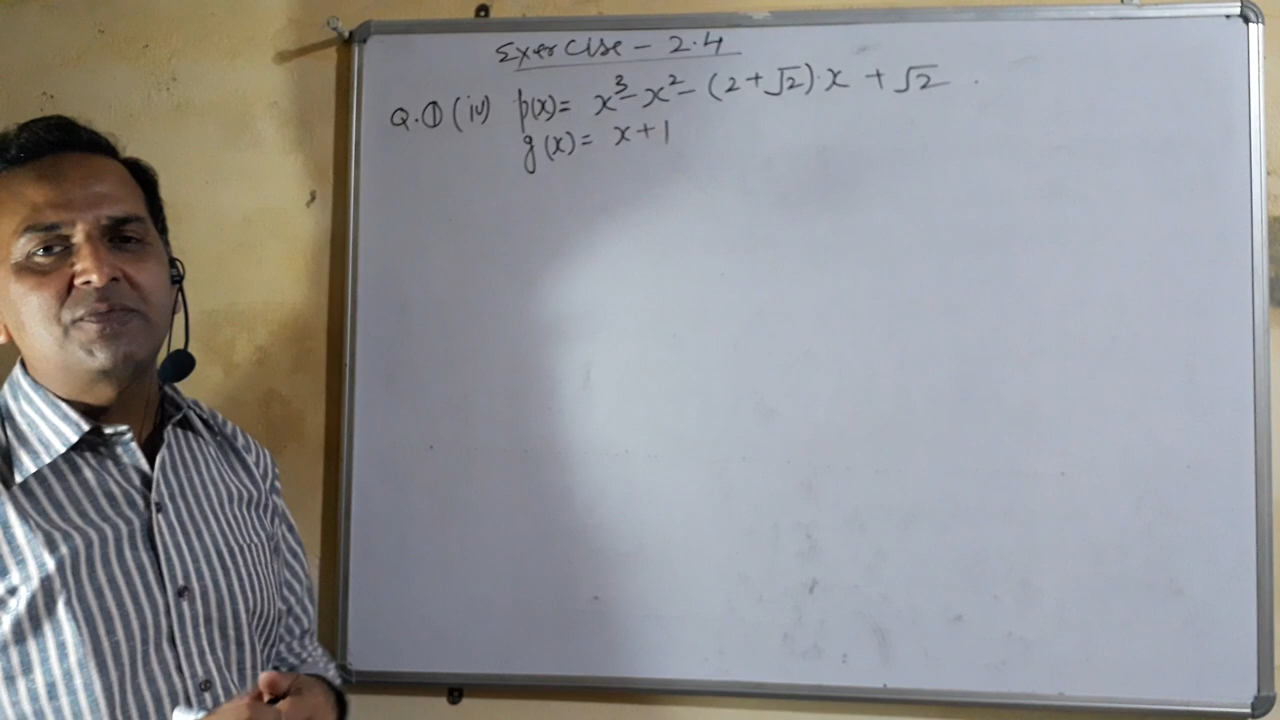 Exercise - 2.4
Q.① (iv) p(x) = x³ - x² - (2+√2).x + √2 .
g(x) = x+1